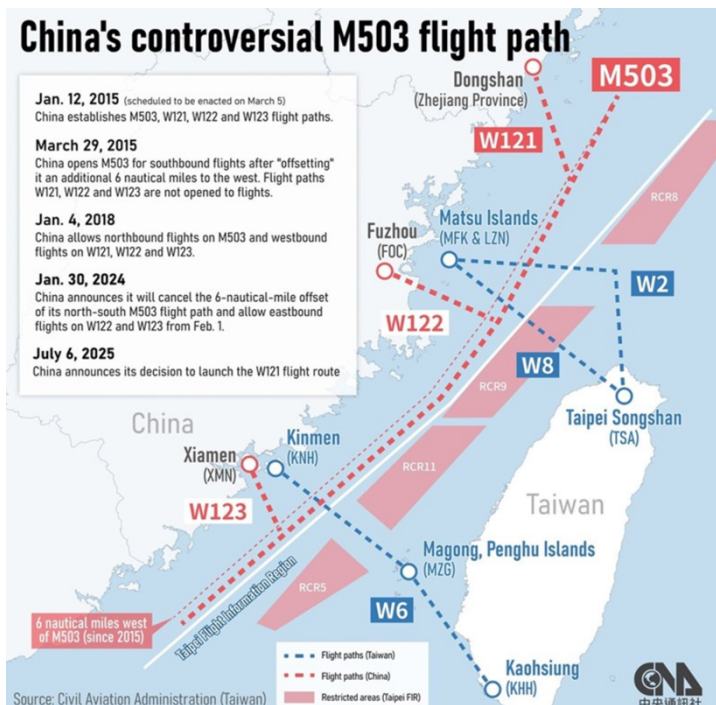 China's controversial M503 flight path
Jan. 12, 2015 (scheduled to be enacted on March 5)
China establishes M503, W121, W122 and W123 flight paths.
March 29, 2015
China opens M503 for southbound flights after "offsetting"
it an additional 6 nautical miles to the west. Flight paths
W121, W122 and W123 are not opened to flights.
Jan. 4, 2018
China allows northbound flights on M503 and westbound
flights on W121, W122 and W123.
Jan. 30, 2024
China announces it will cancel the 6-nautical-mile offset
of its north-south M503 flight path and allow eastbound
flights on W122 and W123 from Feb. 1.
July 6, 2025
China announces its decision to launch the W121 flight route
Dongshan
(Zhejiang Province)
M503
W121
RCR8
Matsu Islands
(MFK & LZN)
Fuzhou
(FOC)
W2
W122
W8
RCR9
Taipei Songshan
(TSA)
China
Kinmen
(KNH)
Xiamen
(XMN)
RCR11
Taiwan
W123
Magong, Penghu Islands
(MZG)
RCR5
Taipei Flight Information Region
W6
6 nautical miles west
of M503 (since 2015)
Kaohsiung
(KHH)
Flight paths (Taiwan)
Flight paths (China)
Restricted areas (Taipei FIR)
Source: Civil Aviation Administration (Taiwan)
CNA
中央通訊社